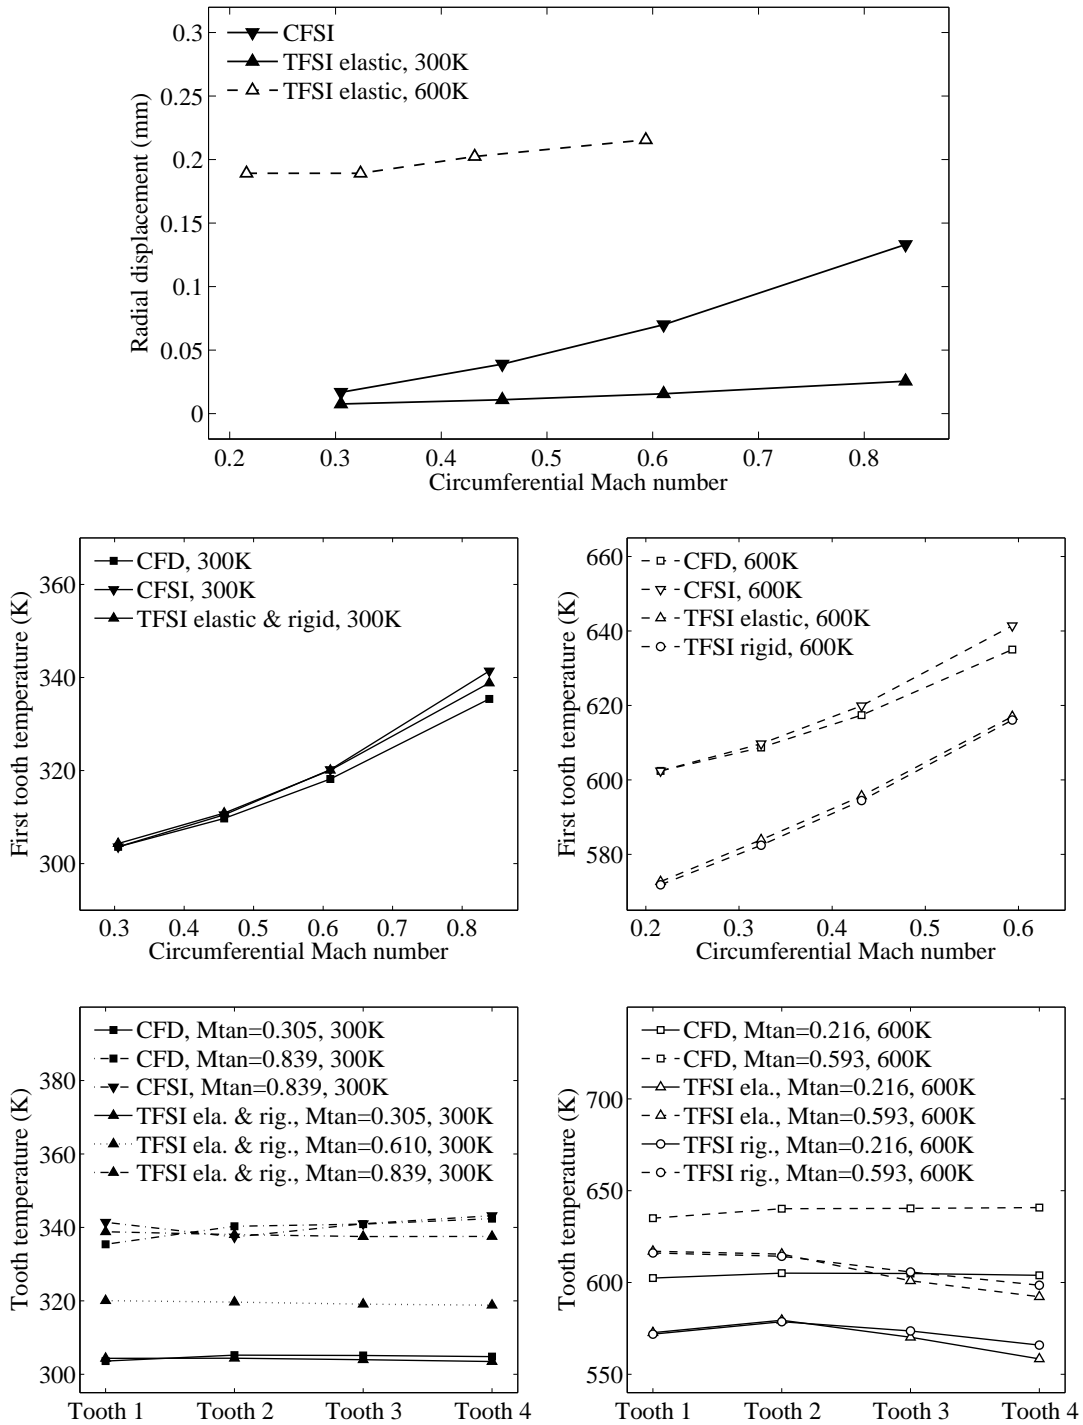 0.3
0.25
0.2
0.15
0.1
0.05
0
Radial displacement (mm)
CFSI
TFSI elastic, 300K
TFSI elastic, 600K
0.2 0.3 0.4 0.5 0.6 0.7 0.8
Circumferential Mach number
360
340
320
300
First tooth temperature (K)
CFD, 300K
CFSI, 300K
TFSI elastic & rigid, 300K
0.3 0.4 0.5 0.6 0.7 0.8
Circumferential Mach number
660
640
620
600
580
First tooth temperature (K)
CFD, 600K
CFSI, 600K
TFSI elastic, 600K
TFSI rigid, 600K
0.2 0.3 0.4 0.5 0.6
Circumferential Mach number
380
360
340
320
300
Tooth temperature (K)
CFD, Mtan=0.305, 300K
CFD, Mtan=0.839, 300K
CFSI, Mtan=0.839, 300K
TFSI ela. & rig., Mtan=0.305, 300K
TFSI ela. & rig., Mtan=0.610, 300K
TFSI ela. & rig., Mtan=0.839, 300K
Tooth 1 Tooth 2 Tooth 3 Tooth 4
700
650
600
550
Tooth temperature (K)
CFD, Mtan=0.216, 600K
CFD, Mtan=0.593, 600K
TFSI ela., Mtan=0.216, 600K
TFSI ela., Mtan=0.593, 600K
TFSI rig., Mtan=0.216, 600K
TFSI rig., Mtan=0.593, 600K
Tooth 1 Tooth 2 Tooth 3 Tooth 4